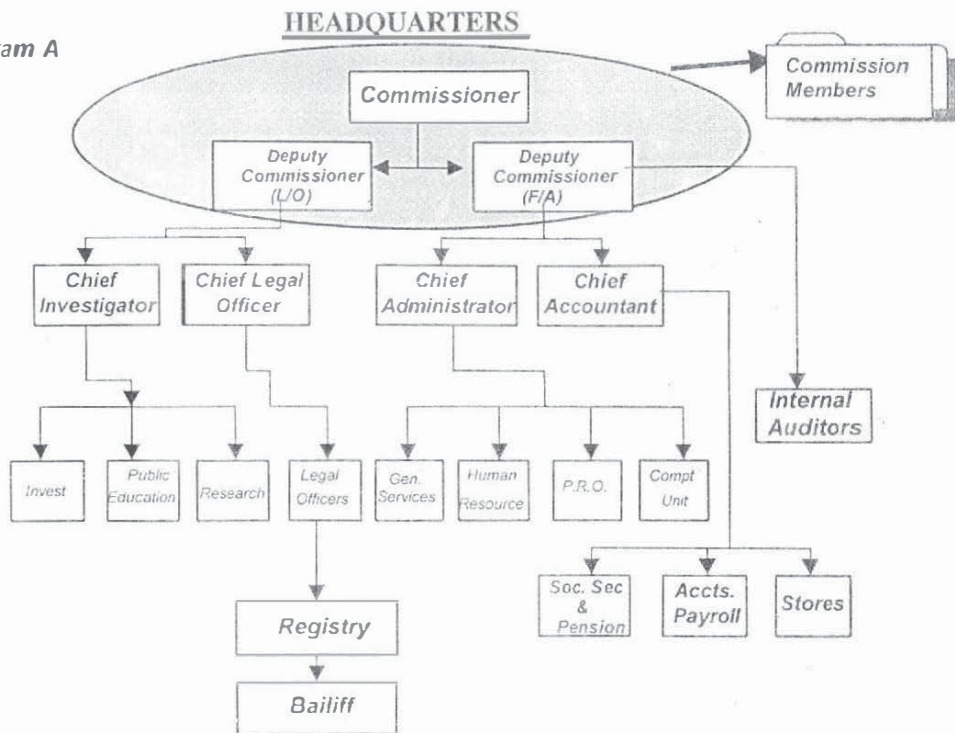 HEADQUARTERS
am A
Commission
Members
Commissioner
Deputy
Commissioner
(L/O)
Deputy
Commissioner
(F/A)
Chief
Investigator
Chief Legal
Officer
Chief
Administrator
Chief
Accountant
Internal
Auditors
Invest
Public
Education
Research
Legal
Officers
Gen.
Services
Human
Resource
P.R.O.
Compt
Unit
Soc. Sec
&
Pension
Accts.
Payroll
Stores
Registry
Bailiff